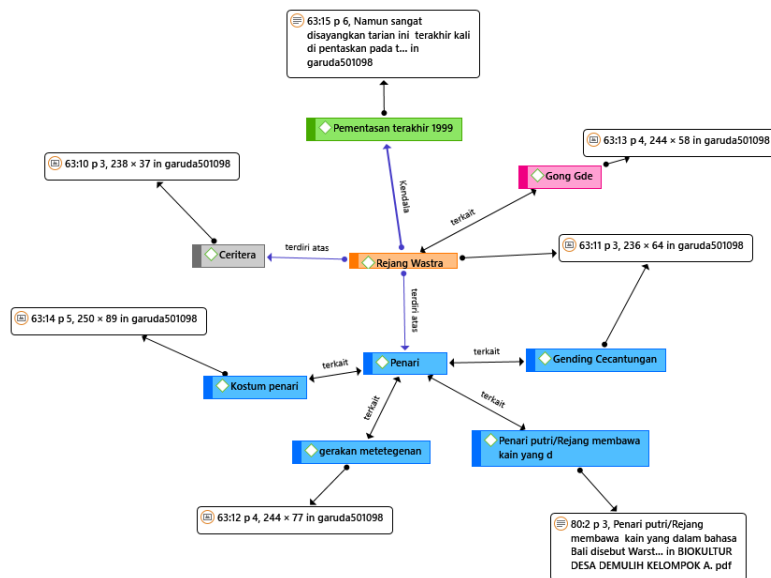 63:15 p 6, Namun sangat
disayangkan tarian ini terakhir kali
di pentaskan pada t... in
garuda501098
Pementasan terakhir 1999
63:13 p 4, 244 × 58 in garuda501098
63:10 p 3, 238 × 37 in garuda501098
Gong Gde
Kendala
terkait
63:11 p 3, 236 × 64 in garuda501098
Ceritera
terdiri atas
Rejang Wastra
terdiri atas
63:14 p 5, 250 × 89 in garuda501098
Gending Cecantungan
terkait
Penari
terkait
Kostum penari
terkait
terkait
gerakan metetegenan
Penari putri/Rejang membawa
kain yang d
63:12 p 4, 244 × 77 in garuda501098
80:2 p 3, Penari putri/Rejang
membawa kain yang dalam bahasa
Bali disebut Warst... in BIOKULTUR
DESA DEMULIH KELOMPOK A. pdf